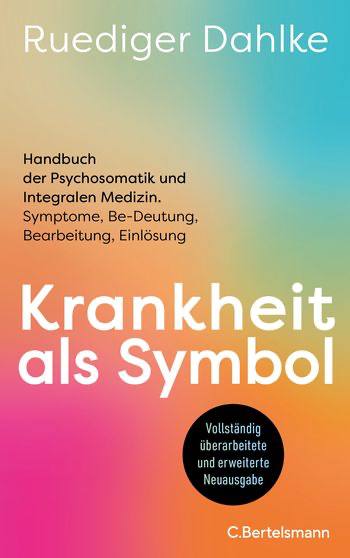 Ruediger Dahlke
Handbuch
der Psychosomatik und
Integralen Medizin.
Symptome, Be-Deutung,
Bearbeitung, Einlösung
Krankheit
als Symbol
Vollständig
überarbeitete
und erweiterte
Neuausgabe
C.Bertelsmann